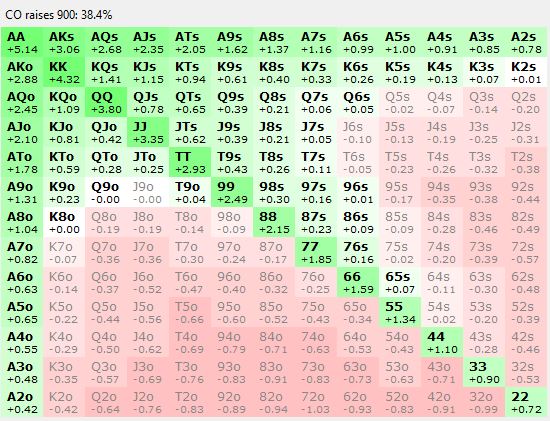 CO raises 900: 38.4%
AA AKs AQs AJs ATs A9s A8s A7s A6s A5s A4s A3s A2s
+5.14 +3.06 +2.68 +2.35 +2.05 +1.62 +1.37 +1.16 +0.99 +1.00 +0.91 +0.85 +0.78
AKo KK KQs KJs KTs K9s K8s K7s K6s K5s K4s K3s K2s
+2.88 +4.32 +1.41 +1.15 +0.94 +0.61 +0.40 +0.33 +0.26 +0.19 +0.13 +0.07 +0.01
AQo KQo QQ QJs QTs Q9s Q8s Q7s Q6s Q5s Q4s Q3s Q2s
+2.45 +1.09 +3.80 +0.78 +0.65 +0.39 +0.21 +0.06 +0.05 -0.02 -0.07 -0.14 -0.20
AJo KJo QJo JJ JTs J9s J8s J7s J6s J5s J4s J3s J2s
+2.10 +0.81 +0.42 +3.35 +0.62 +0.39 +0.21 +0.05 -0.10 -0.13 -0.19 -0.25 -0.31
ATo KTo QTo JTo TT T9s T8s T7s T6s T5s T4s T3s T2s
+1.78 +0.59 +0.28 +0.25 +2.93 +0.43 +0.26 +0.11 -0.05 -0.23 -0.26 -0.32 -0.38
A9o K9o Q9o J9o T9o 99 98s 97s 96s 95s 94s 93s 92s
+1.31 +0.23 -0.00 -0.00 +0.04 +2.49 +0.30 +0.16 +0.01 -0.17 -0.35 -0.38 -0.44
A8o K8o Q8o J8o T8o 98o 88 87s 86s 85s 84s 83s 82s
+1.04 +0.00 -0.19 -0.19 -0.14 -0.09 +2.15 +0.23 +0.09 -0.09 -0.28 -0.46 -0.49
A7o K7o Q7o J7o T7o 97o 87o 77 76s 75s 74s 73s 72s
+0.82 -0.07 -0.36 -0.36 -0.30 -0.24 -0.17 +1.85 +0.16 -0.02 -0.20 -0.39 -0.57
A6o K6o Q6o J6o T6o 96o 86o 76o 66 65s 64s 63s 62s
+0.63 -0.14 -0.37 -0.52 -0.47 -0.40 -0.32 -0.25 +1.59 +0.07 -0.11 -0.30 -0.48
A5o K5o Q5o J5o T5o 95o 85o 75o 65o 55 54s 53s 52s
+0.65 -0.22 -0.44 -0.56 -0.66 -0.60 -0.52 -0.43 -0.34 +1.34 -0.02 -0.20 -0.39
A4o K4o Q4o J4o T4o 94o 84o 74o 64o 54o 44 43s 42s
+0.55 -0.29 -0.50 -0.62 -0.69 -0.79 -0.71 -0.63 -0.53 -0.43 +1.10 -0.28 -0.46
A3o K3o Q3o J3o T3o 93o 83o 73o 63o 53o 43o 33 32s
+0.48 -0.35 -0.57 -0.69 -0.76 -0.83 -0.91 -0.83 -0.73 -0.63 -0.71 +0.90 -0.53
A2o K2o Q2o J2o T2o 92o 82o 72o 62o 52o 42o 32o 22
+0.42 -0.42 -0.64 -0.76 -0.83 -0.89 -0.94 -1.03 -0.93 -0.83 -0.91 -0.99 +0.72